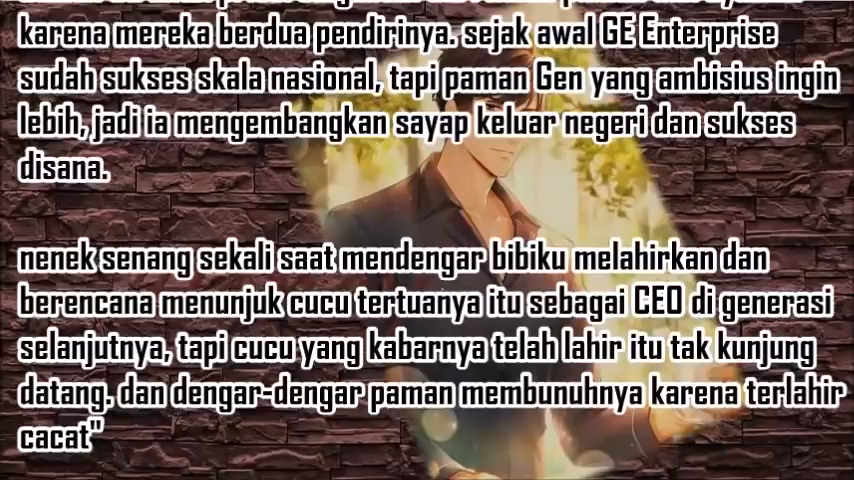 karena mereka berdua pendirinya. sejak awal GE Enterprise
sudah sukses skala nasional, tapi paman Gen yang ambisius ingin
lebih, jadi ia mengembangkan sayap keluar negeri dan sukses
disana.
nenek senang sekali saat mendengar bibiku melahirkan dan
berencana menunjuk cucu tertuanya itu sebagai CEO di generasi
selanjutnya, tapi cucu yang kabarnya telah lahir itu tak kunjung
datang. dan dengar-dengar paman membunuhnya karena terlahir
cacat"